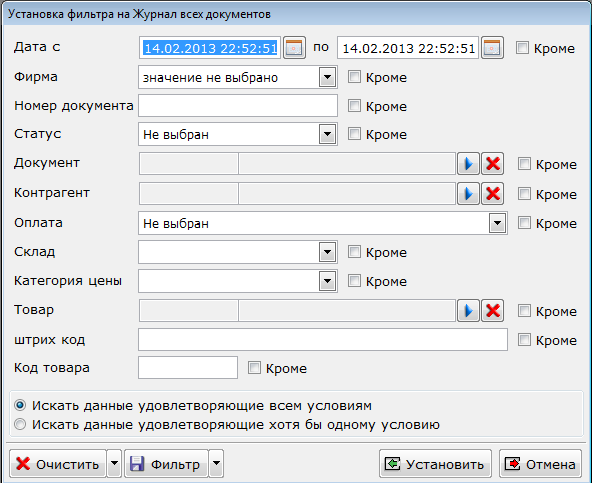 Установка фильтра на Журнал всех документов
Дата с 14.02.2013 22:52:51 по 14.02.2013 22:52:51 Кроме
Фирма значение не выбрано Кроме
Номер документа Кроме
Статус Не выбран Кроме
Документ Кроме
Контрагент Кроме
Оплата Не выбран Кроме
Склад Кроме
Категория цены Кроме
Товар Кроме
штрих код Кроме
Код товара Кроме
Искать данные удовлетворяющие всем условиям
Искать данные удовлетворяющие хотя бы одному условию
Очистить Фильтр Установить Отмена